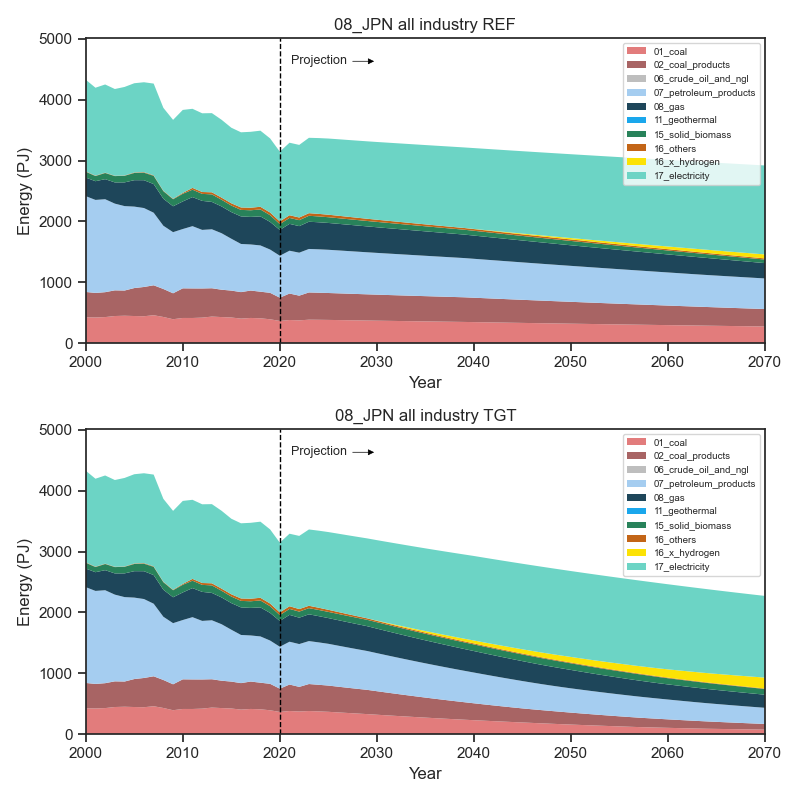 08_JPN all industry REF
Energy (PJ)
5000
4000
3000
2000
1000
0
Projection
01_coal
02_coal_products
06_crude_oil_and_ngl
07_petroleum_products
08_gas
11_geothermal
15_solid_biomass
16_others
16_x_hydrogen
17_electricity
2000 2010 2020 2030 2040 2050 2060 2070
Year
08_JPN all industry TGT
Energy (PJ)
5000
4000
3000
2000
1000
0
Projection
01_coal
02_coal_products
06_crude_oil_and_ngl
07_petroleum_products
08_gas
11_geothermal
15_solid_biomass
16_others
16_x_hydrogen
17_electricity
2000 2010 2020 2030 2040 2050 2060 2070
Year